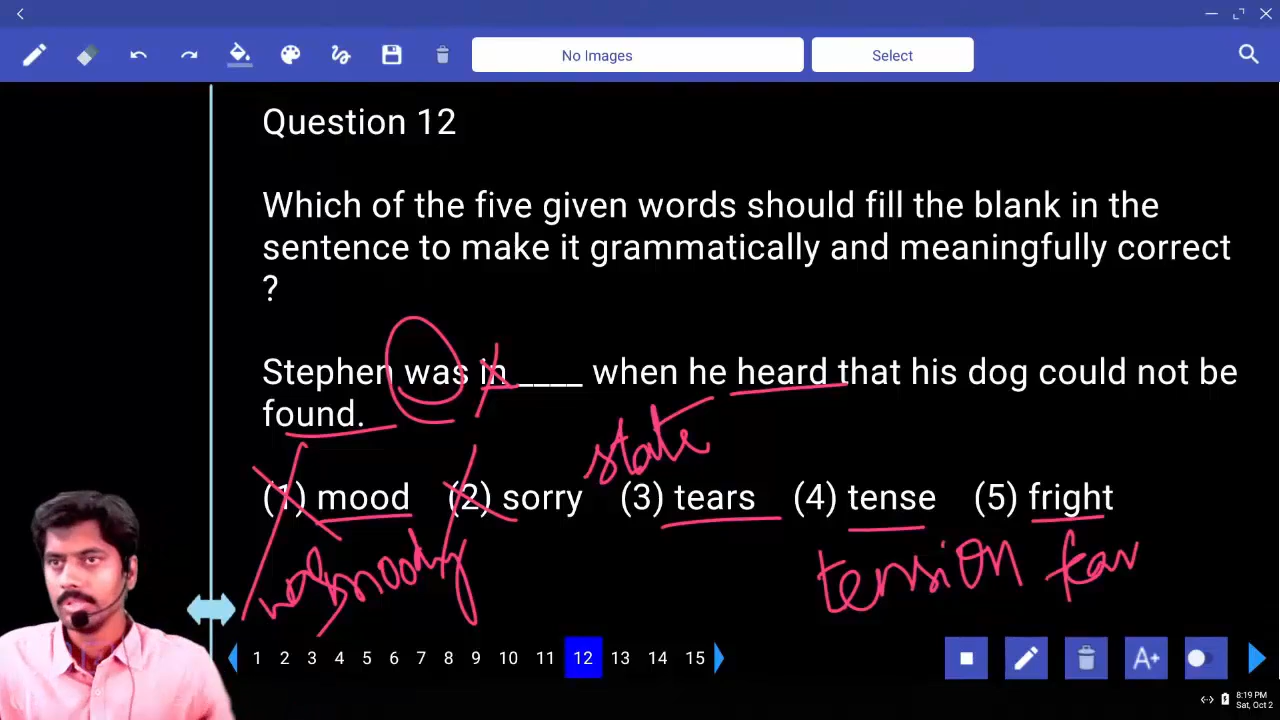 No Images
Select
Question 12
Which of the five given words should fill the blank in the
sentence to make it grammatically and meaningfully correct
?
Stephen was in ____ when he heard that his dog could not be
found.
state
(1) mood (2) sorry (3) tears (4) tense (5) fright
moody
tension fear
1 2 3 4 5 6 7 8 9 10 11 12 13 14 15
A+
8:19 PM
Sat, Oct 2